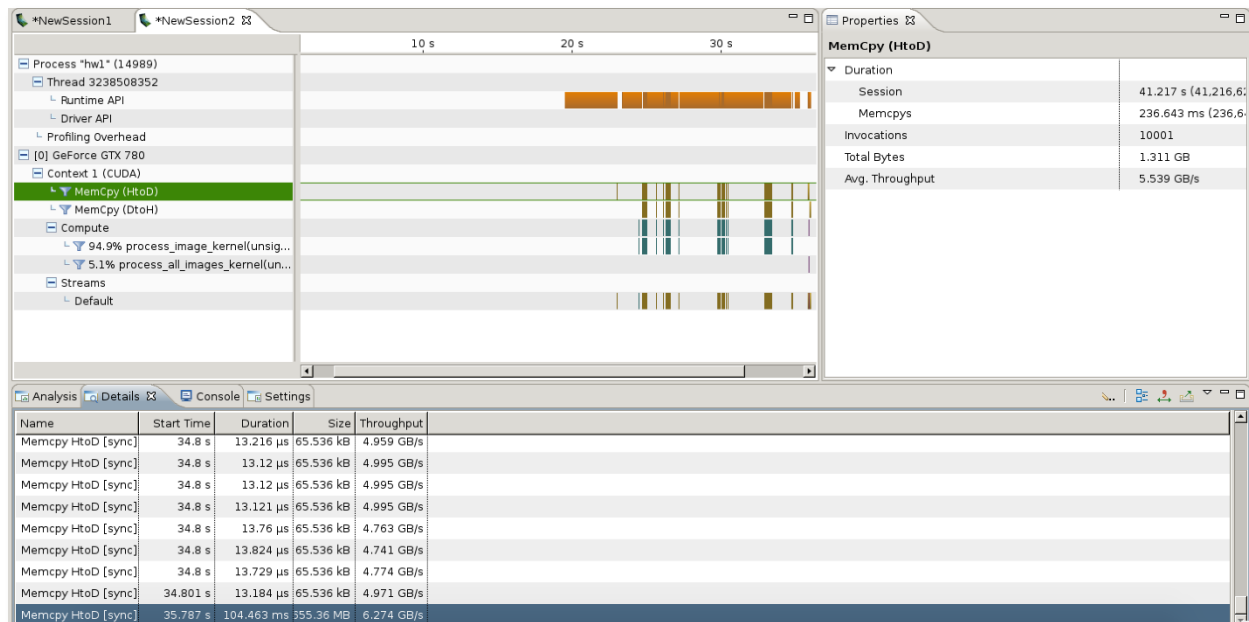 *NewSession1 *NewSession2
10 s 20 s 30 s
Process "hw1" (14989)
Thread 3238508352
Runtime API
Driver API
Profiling Overhead
[0] GeForce GTX 780
Context 1 (CUDA)
MemCpy (HtoD)
MemCpy (DtoH)
Compute
94.9% process_image_kernel(unsig...
5.1% process_all_images_kernel(un...
Streams
Default
Properties
MemCpy (HtoD)
Duration
Session 41.217 s (41,216,62
Memcpys 236.643 ms (236,64
Invocations 10001
Total Bytes 1.311 GB
Avg. Throughput 5.539 GB/s
Analysis Details Console Settings
Name Start Time Duration Size Throughput
Memcpy HtoD [sync] 34.8 s 13.216 µs 65.536 kB 4.959 GB/s
Memcpy HtoD [sync] 34.8 s 13.12 µs 65.536 kB 4.995 GB/s
Memcpy HtoD [sync] 34.8 s 13.12 µs 65.536 kB 4.995 GB/s
Memcpy HtoD [sync] 34.8 s 13.121 µs 65.536 kB 4.995 GB/s
Memcpy HtoD [sync] 34.8 s 13.76 µs 65.536 kB 4.763 GB/s
Memcpy HtoD [sync] 34.8 s 13.824 µs 65.536 kB 4.741 GB/s
Memcpy HtoD [sync] 34.8 s 13.729 µs 65.536 kB 4.774 GB/s
Memcpy HtoD [sync] 34.801 s 13.184 µs 65.536 kB 4.971 GB/s
Memcpy HtoD [sync] 35.787 s 104.463 ms 555.36 MB 6.274 GB/s